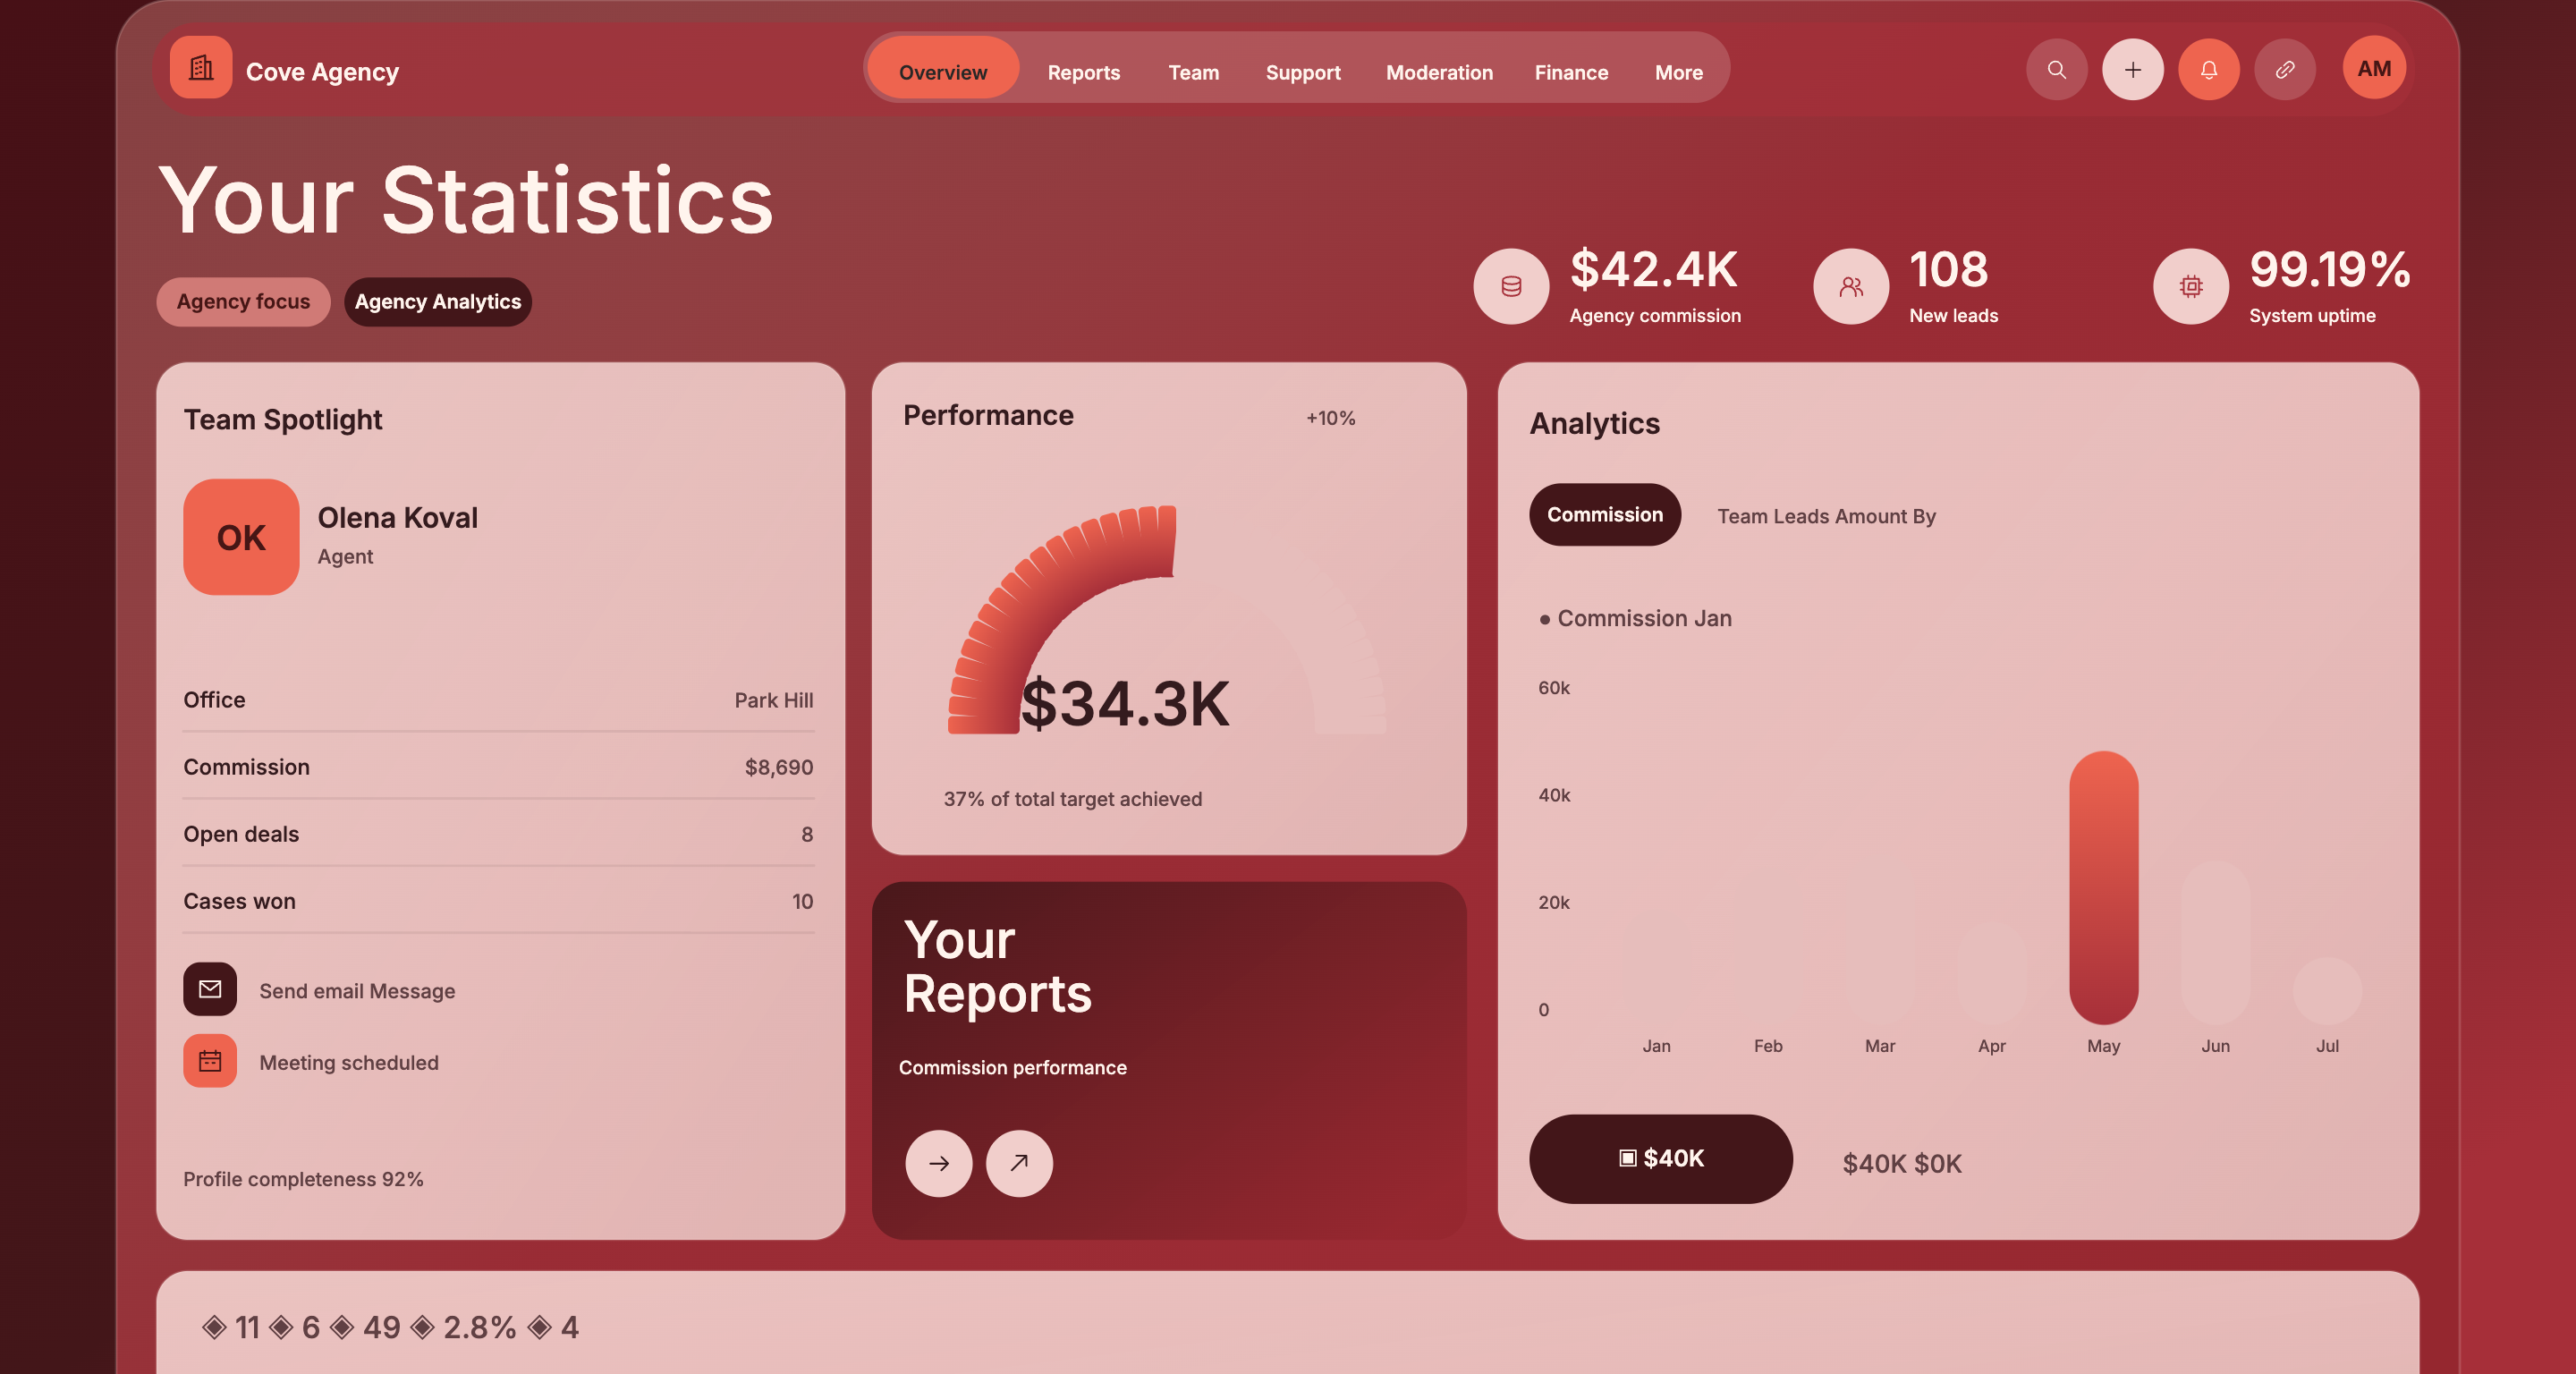 Cove Agency
Overview Reports Team Support Moderation Finance More
AM
Your Statistics
Agency focus Agency Analytics
$42.4K
Agency commission
108
New leads
99.19%
System uptime
Team Spotlight
OK
Olena Koval
Agent
Office Park Hill
Commission $8,690
Open deals 8
Cases won 10
Send email Message
Meeting scheduled
Profile completeness 92%
Performance +10%
$34.3K
37% of total target achieved
Your
Reports
Commission performance
Analytics
Commission Team Leads Amount By
• Commission Jan
60k
40k
20k
0
Jan Feb Mar Apr May Jun Jul
▣ $40K $40K $0K
◈ 11 ◈ 6 ◈ 49 ◈ 2.8% ◈ 4